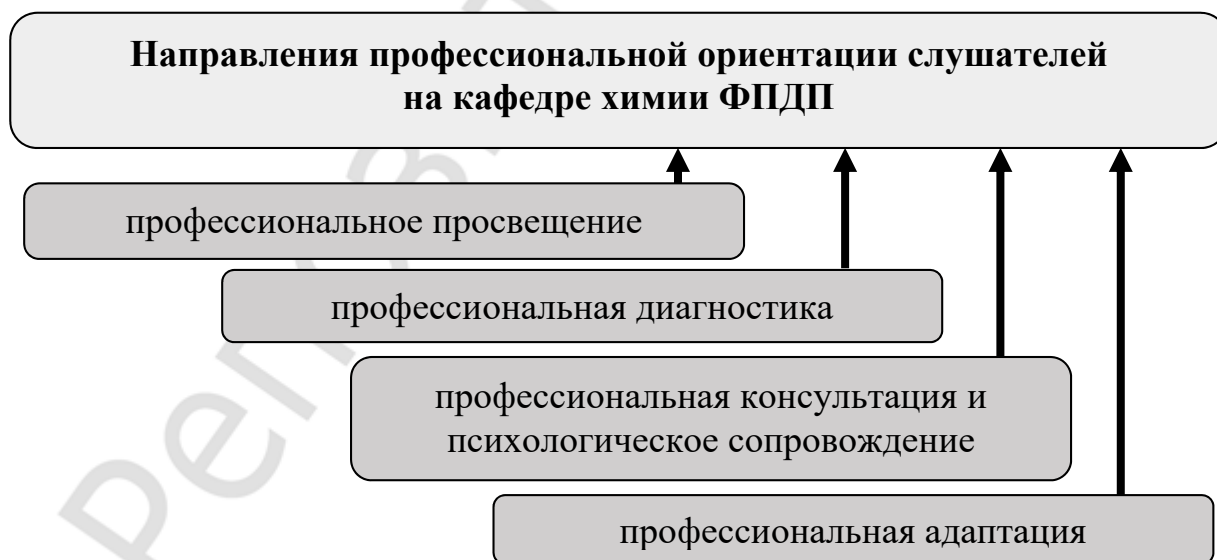 Направления профессиональной ориентации слушателей
на кафедре химии ФПДП
профессиональное просвещение
профессиональная диагностика
профессиональная консультация и
психологическое сопровождение
профессиональная адаптация